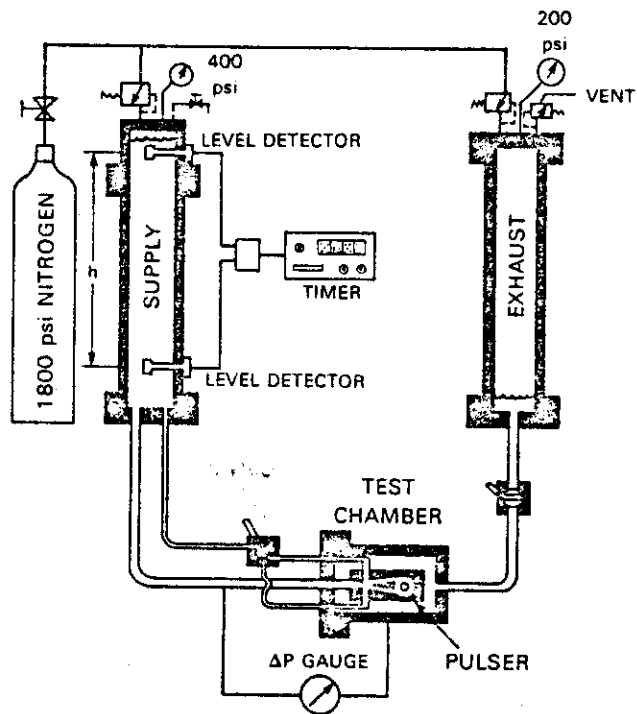 200
psi
400
psi
VENT
LEVEL DETECTOR
1800 psi NITROGEN
h
SUPPLY
EXHAUST
TIMER
LEVEL DETECTOR
TEST
CHAMBER
ΔP GAUGE
PULSER